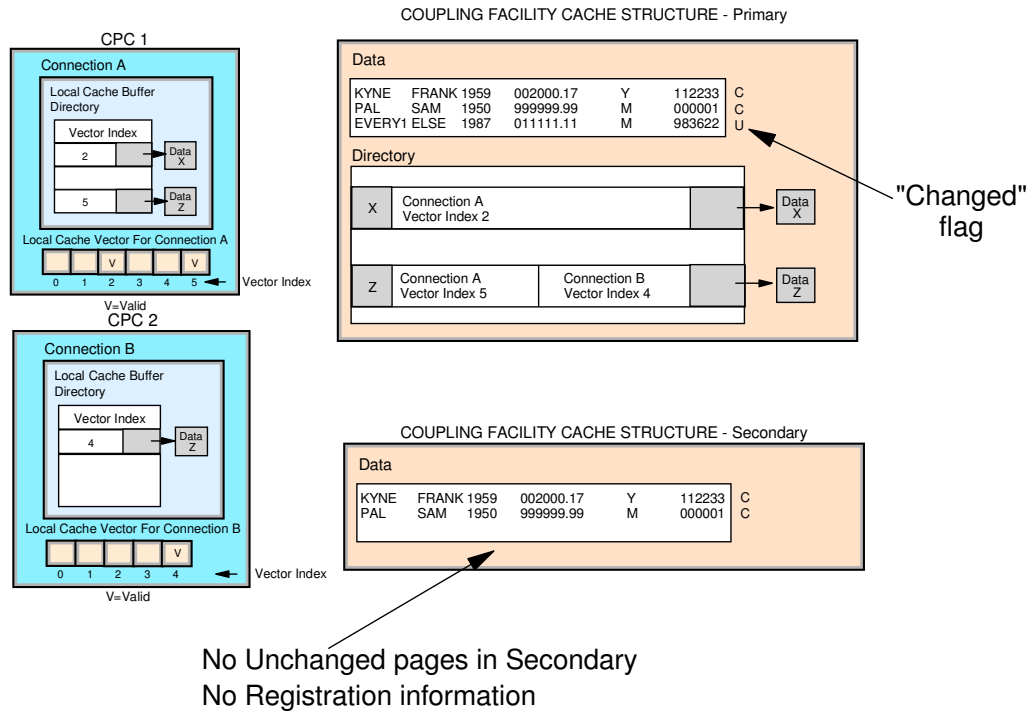 COUPLING FACILITY CACHE STRUCTURE - Primary
CPC 1
Connection A
Local Cache Buffer
Directory
Vector Index
2
Data
X
5
Data
Z
Local Cache Vector For Connection A
V V
0 1 2 3 4 5 Vector Index
V=Valid
Data
KYNE FRANK 1959 002000.17 Y 112233 C
PAL SAM 1950 999999.99 M 000001 C
EVERY1 ELSE 1987 011111.11 M 983622 U
Directory
X
Connection A
Vector Index 2
Data
X
Z
Connection A
Vector Index 5
Connection B
Vector Index 4
Data
Z
"Changed"
flag
CPC 2
Connection B
Local Cache Buffer
Directory
Vector Index
4
Data
Z
Local Cache Vector For Connection B
V
0 1 2 3 4 Vector Index
V=Valid
COUPLING FACILITY CACHE STRUCTURE - Secondary
Data
KYNE FRANK 1959 002000.17 Y 112233 C
PAL SAM 1950 999999.99 M 000001 C
No Unchanged pages in Secondary
No Registration information